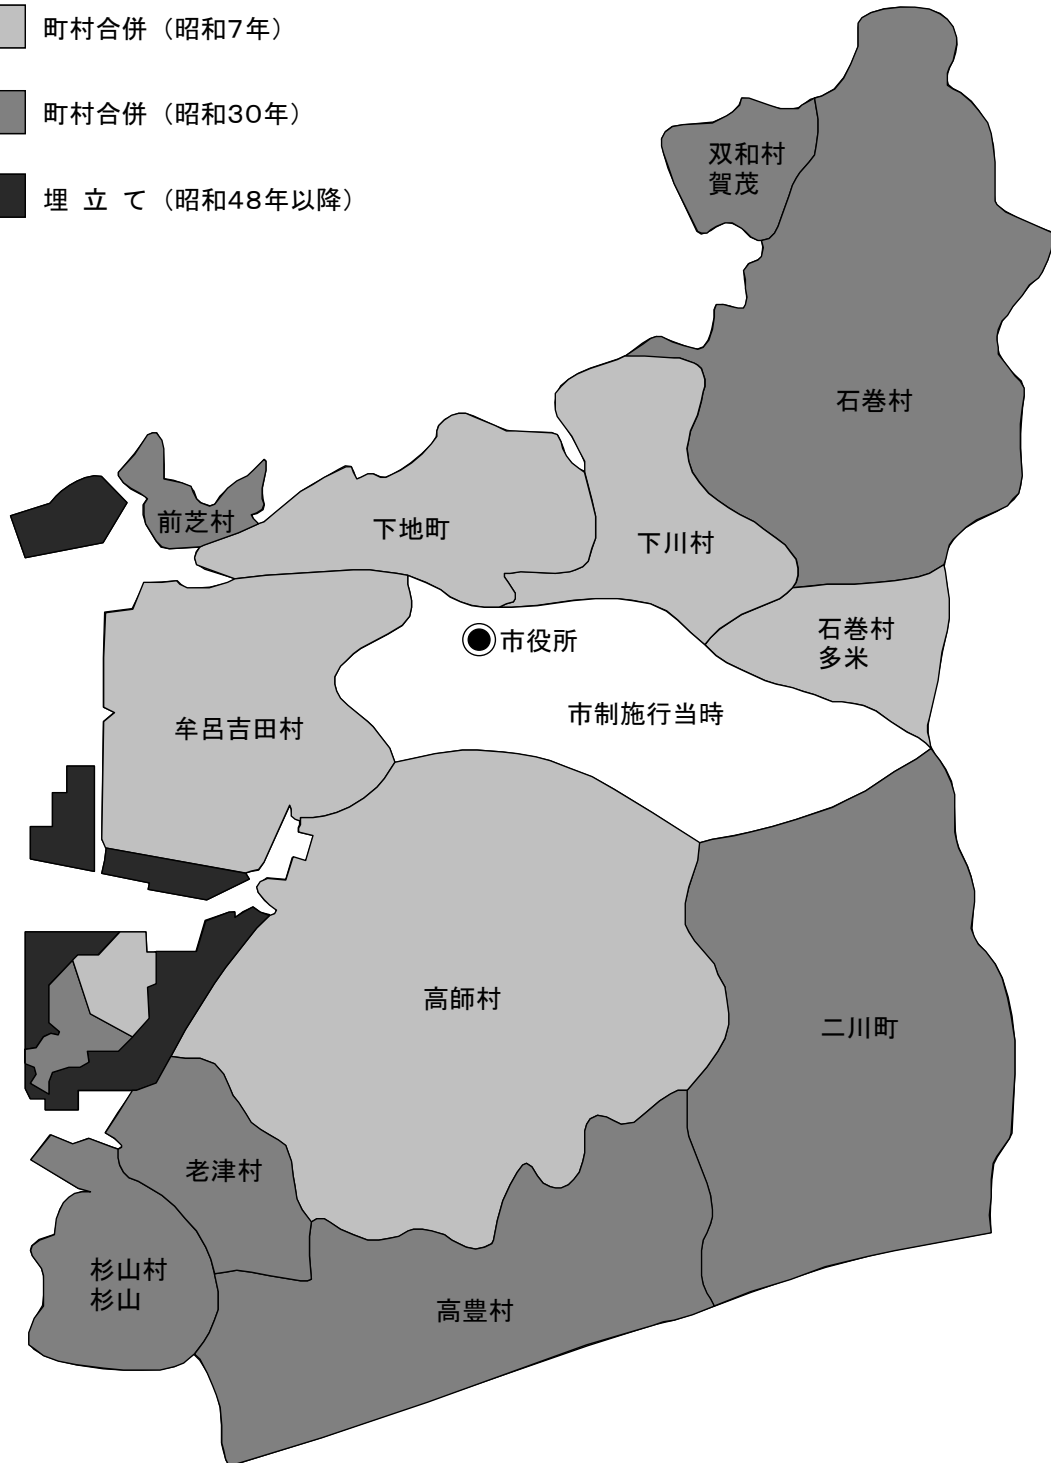 町村合併（昭和7年）
町村合併（昭和30年）
埋立て（昭和48年以降）
双和村
賀茂
石巻村
前芝村
下地町
下川村
石巻村
多米
市役所
市制施行当時
牟呂吉田村
高師村
二川町
老津村
杉山村
杉山
高豊村